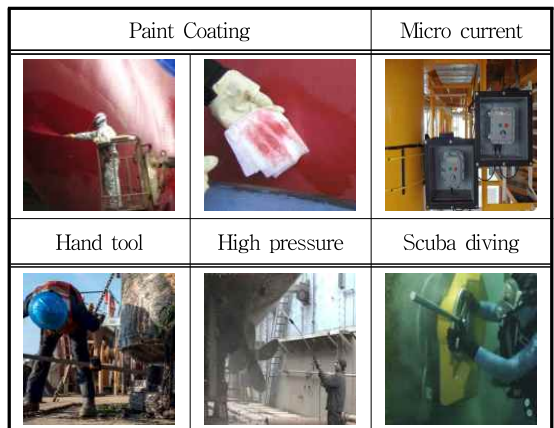 Paint Coating
Micro current
Hand tool
High pressure
Scuba diving